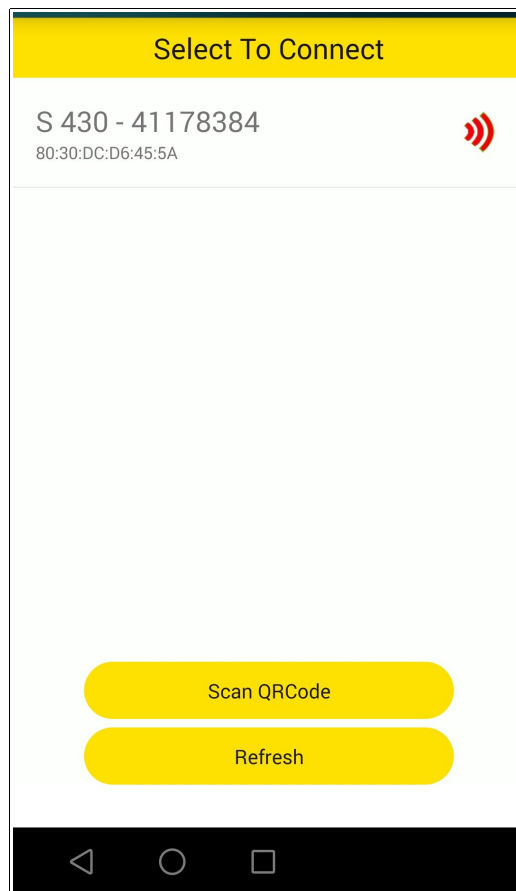 Select To Connect
S 430 - 41178384
80:30:DC:D6:45:5A
Scan QRCode
Refresh